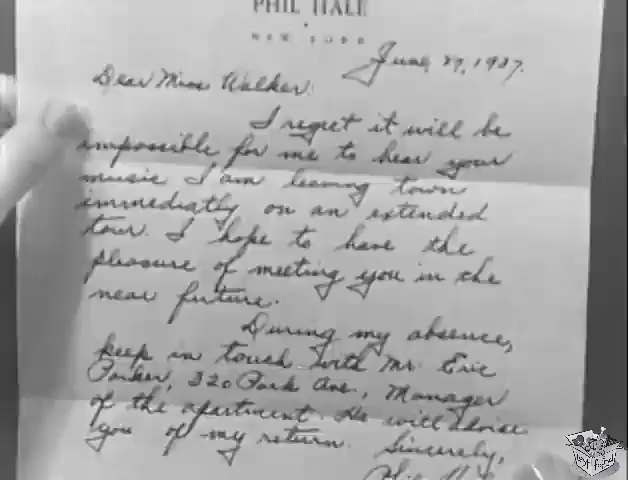 PHIL HALE
NEW YORK
June 29, 1937.
Dear Miss Walker:
I regret it will be
impossible for me to hear your
music I am leaving town
immediatly on an extended
tour. I hope to have the
pleasure of meeting you in the
near future.
During my absence,
keep in touch with Mr. Eric
Parker, 320 Park Ave., Manager
of the apartment. He will advise
you of my return. Sincerely,